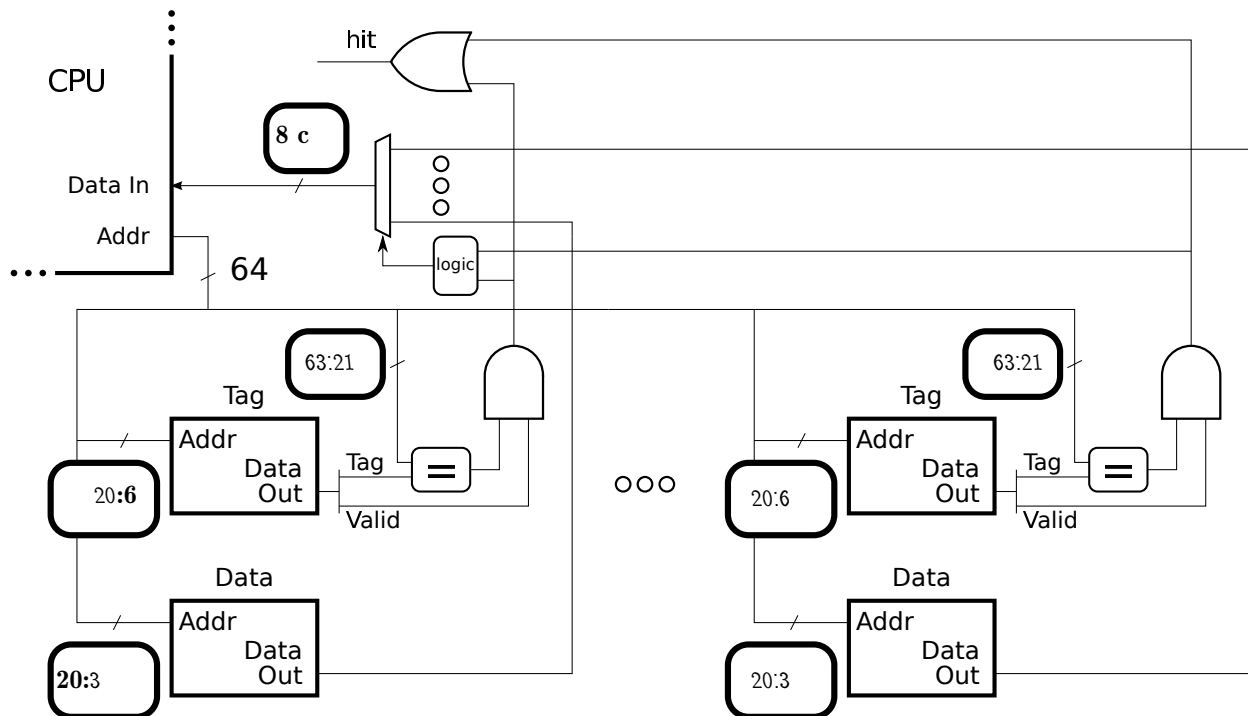 hit
CPU
8 c
Data In
Addr
64
logic
63:21
63:21
Tag
Tag
Addr
Data
Out
Tag
Valid
=
Addr
Data
Out
Tag
Valid
=
20:6
20:6
Data
Data
Addr
Data
Out
Addr
Data
Out
20:3
20:3